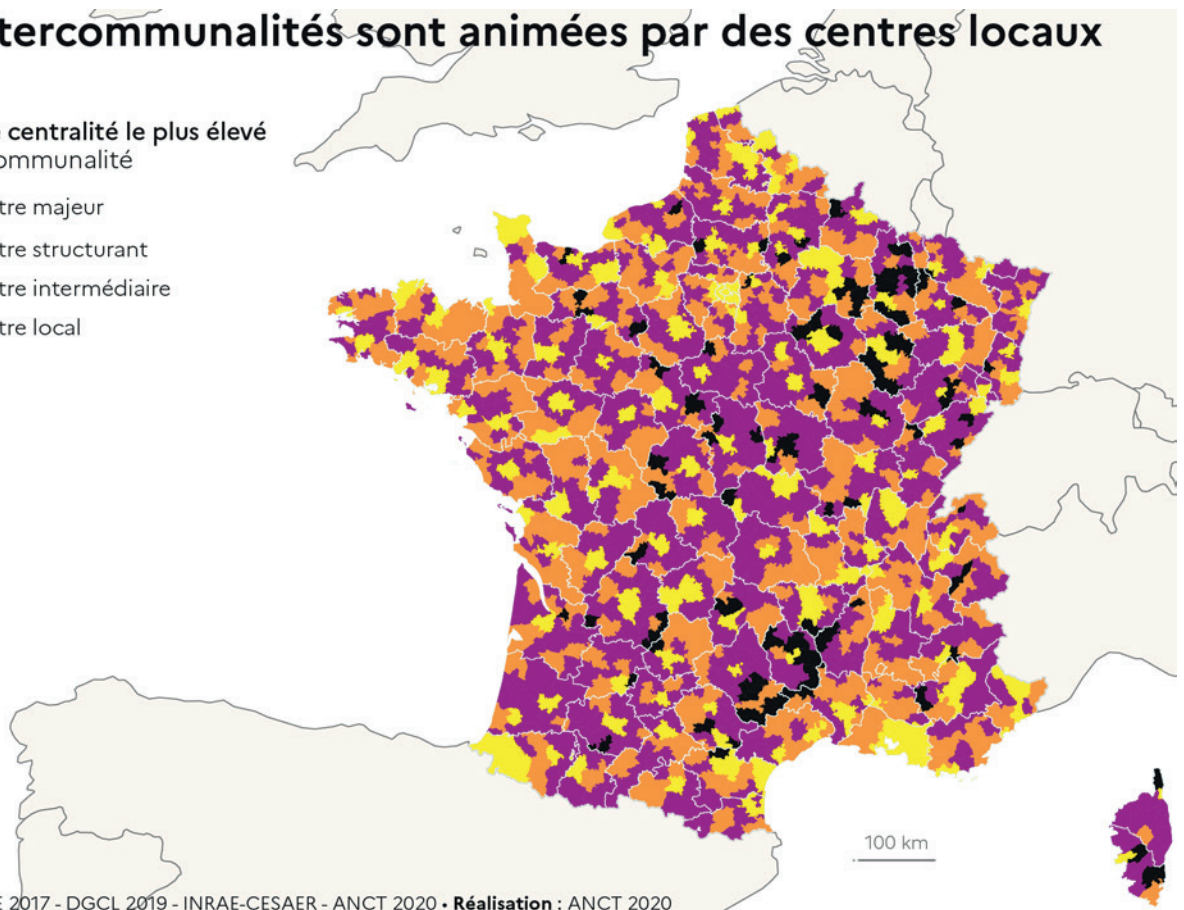 tercommunalités sont animées par des centres locaux
centralité le plus élevé
ommunalité
tre majeur
tre structurant
tre intermédiaire
tre local
100 km
E 2017 - DGCL 2019 - INRAE-CESAER - ANCT 2020 • Réalisation : ANCT 2020